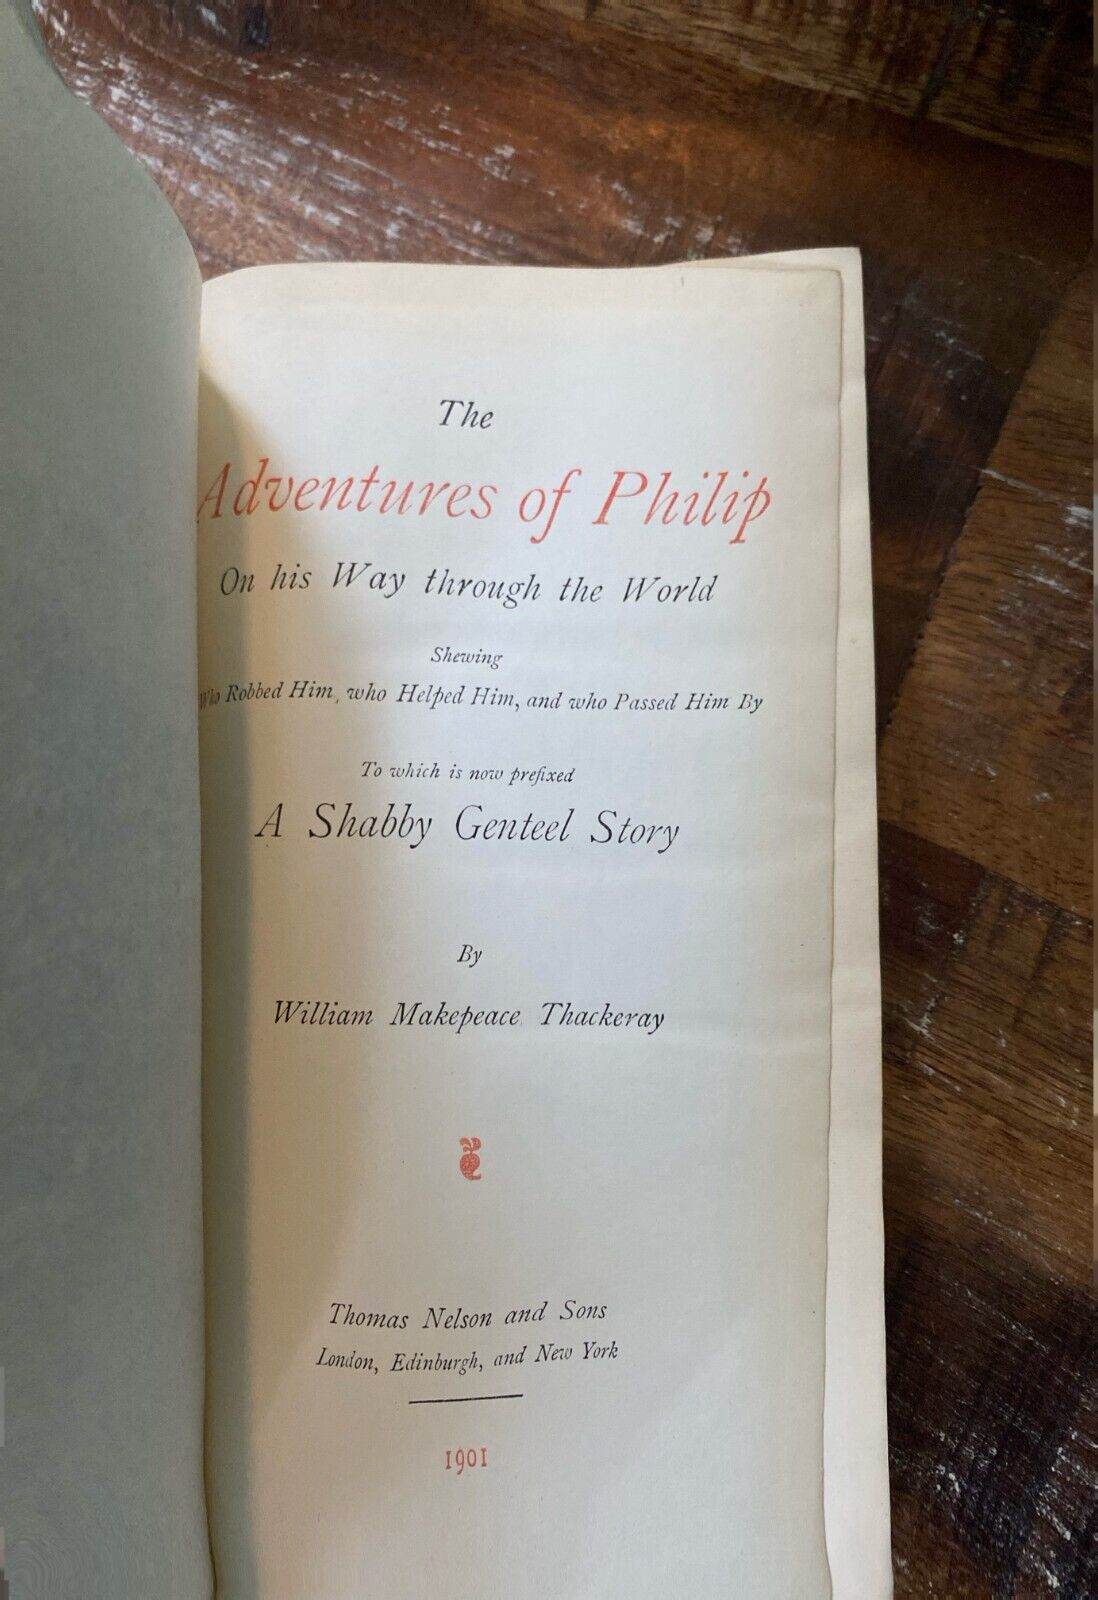 The
Adventures of Philip
On his Way through the World
Shewing
Who Robbed Him, who Helped Him, and who Passed Him By
To which is now prefixed
A Shabby Genteel Story
By
William Makepeace Thackeray
Thomas Nelson and Sons
London, Edinburgh, and New York
1901